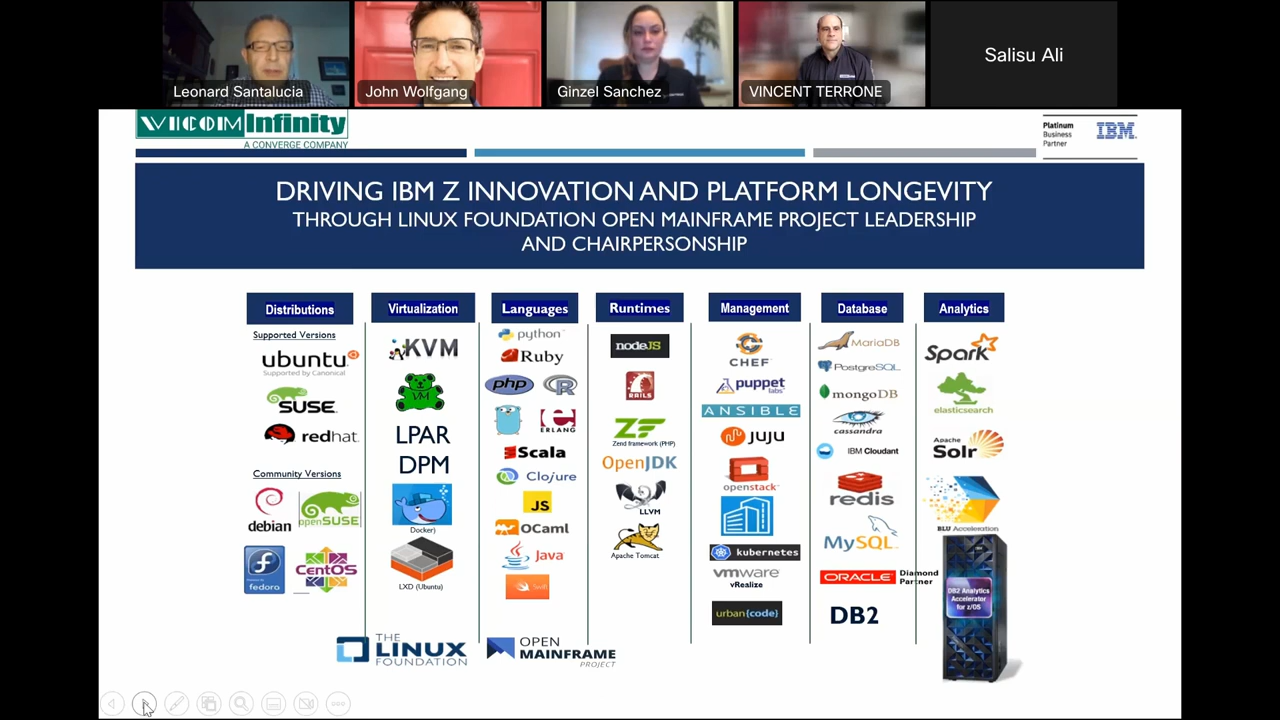 Leonard Santalucia
John Wolfgang
Ginzel Sanchez
VINCENT TERRONE
Salisu Ali
VICOM Infinity
A CONVERGE COMPANY
Platinum
Business
Partner
IBM
DRIVING IBM Z INNOVATION AND PLATFORM LONGEVITY
THROUGH LINUX FOUNDATION OPEN MAINFRAME PROJECT LEADERSHIP
AND CHAIRPERSONSHIP
Distributions
Supported Versions
ubuntu
Supported by Canonical
SUSE
redhat
Community Versions
debian
openSUSE
fedora
CentOS
Virtualization
KVM
VM
LPAR
DPM
Docker)
LXD (Ubuntu)
Languages
python
Ruby
php
R
ERLANG
Scala
Clojure
JS
OCaml
Java
Swift
Runtimes
nodeJS
RAILS
ZF
Zend framework (PHP)
OpenJDK
LLVM
Apache Tomcat
Management
CHEF
puppet
labs
ANSIBLE
juju
openstack
kubernetes
vmware
vRealize
urban{code}
Database
MariaDB
PostgreSQL
mongoDB
cassandra
IBM Cloudant
redis
MySQL
ORACLE
Diamond
Partner
DB2
Analytics
Spark
elasticsearch
Apache
Solr
BLU Acceleration
DB2 Analytics
Accelerator
for z/OS
THE
LINUX
FOUNDATION
OPEN
MAINFRAME
PROJECT